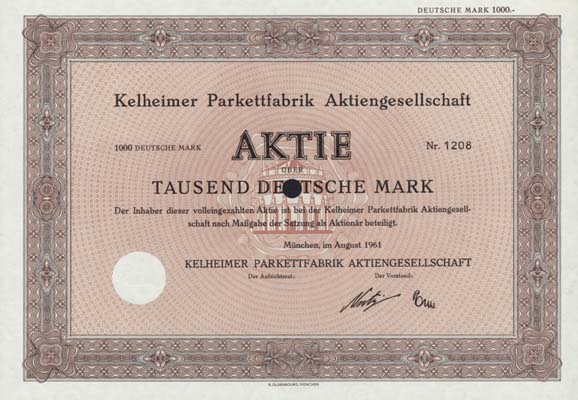 DEUTSCHE MARK 1000.-
Kelheimer Parkettfabrik Aktiengesellschaft
1000 DEUTSCHE MARK
AKTIE
Nr. 1208
ÜBER
TAUSEND DEUTSCHE MARK
Der Inhaber dieser volleingezahlten Aktie ist bei der Kelheimer Parkettfabrik Aktiengesell-
schaft nach Maßgabe der Satzung als Aktionär beteiligt.
München, im August 1961
KELHEIMER PARKETTFABRIK AKTIENGESELLSCHAFT
Der Aufsichtsrat: Der Vorstand:
R. OLDENBOURG, MÜNCHEN